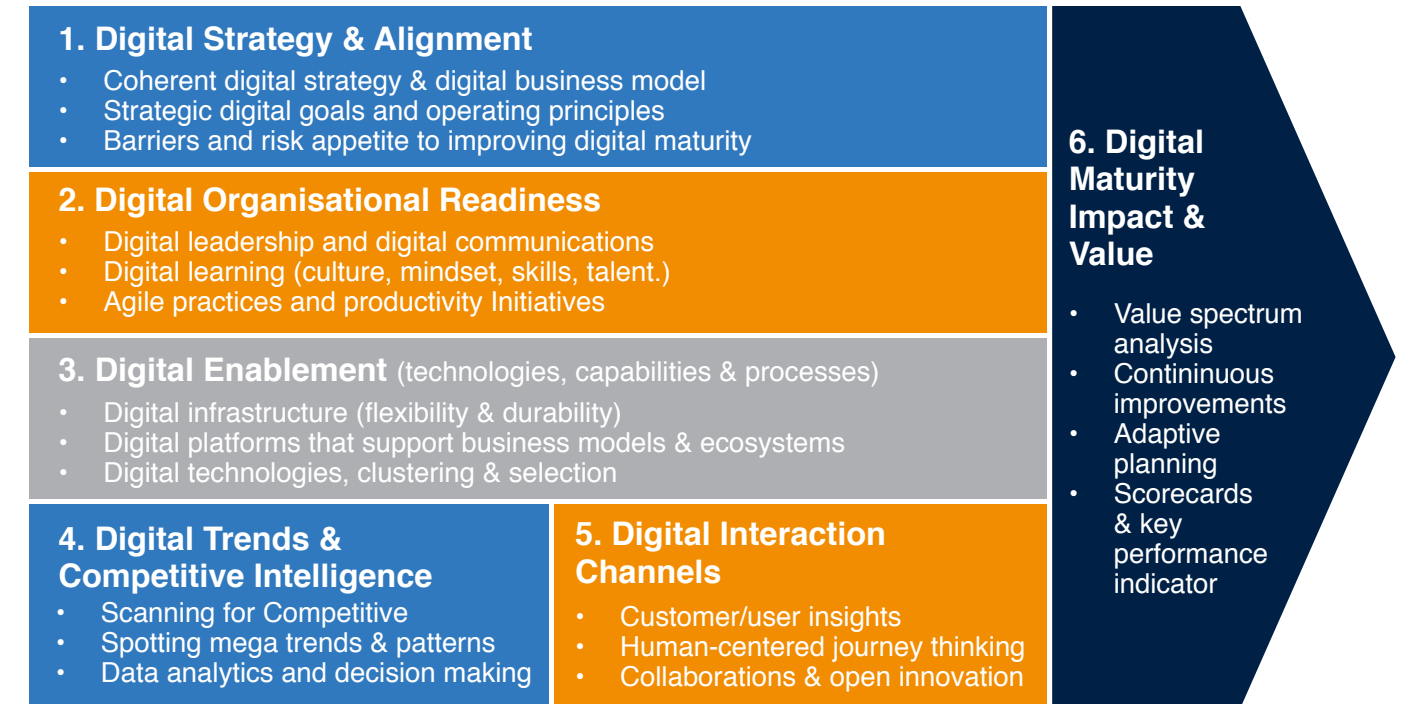 1. Digital Strategy & Alignment
• Coherent digital strategy & digital business model
• Strategic digital goals and operating principles
• Barriers and risk appetite to improving digital maturity
2. Digital Organisational Readiness
• Digital leadership and digital communications
• Digital learning (culture, mindset, skills, talent.)
• Agile practices and productivity Initiatives
3. Digital Enablement (technologies, capabilities & processes)
• Digital infrastructure (flexibility & durability)
• Digital platforms that support business models & ecosystems
• Digital technologies, clustering & selection
4. Digital Trends &
Competitive Intelligence
• Scanning for Competitive
• Spotting mega trends & patterns
• Data analytics and decision making
5. Digital Interaction
Channels
• Customer/user insights
• Human-centered journey thinking
• Collaborations & open innovation
6. Digital
Maturity
Impact &
Value
• Value spectrum
analysis
• Contininuous
improvements
• Adaptive
planning
• Scorecards
& key
performance
indicator